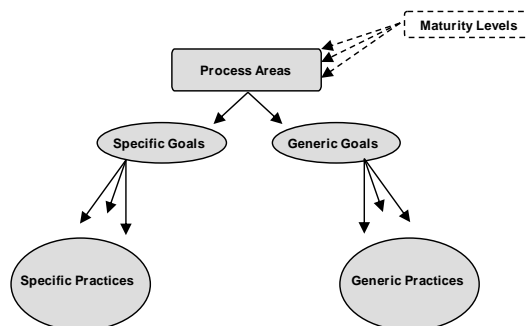 Maturity Levels
Process Areas
Specific Goals
Generic Goals
Specific Practices
Generic Practices